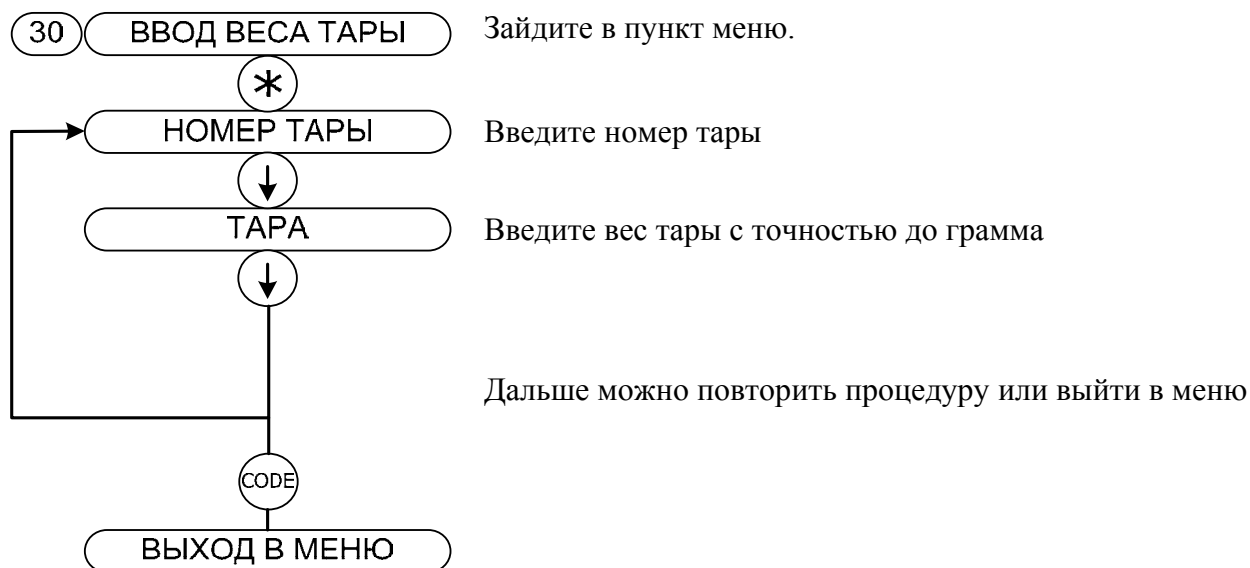 30 ВВОД ВЕСА ТАРЫ Зайдите в пункт меню.
*
НОМЕР ТАРЫ Введите номер тары
↓
ТАРА Введите вес тары с точностью до грамма
↓
Дальше можно повторить процедуру или выйти в меню
CODE
ВЫХОД В МЕНЮ